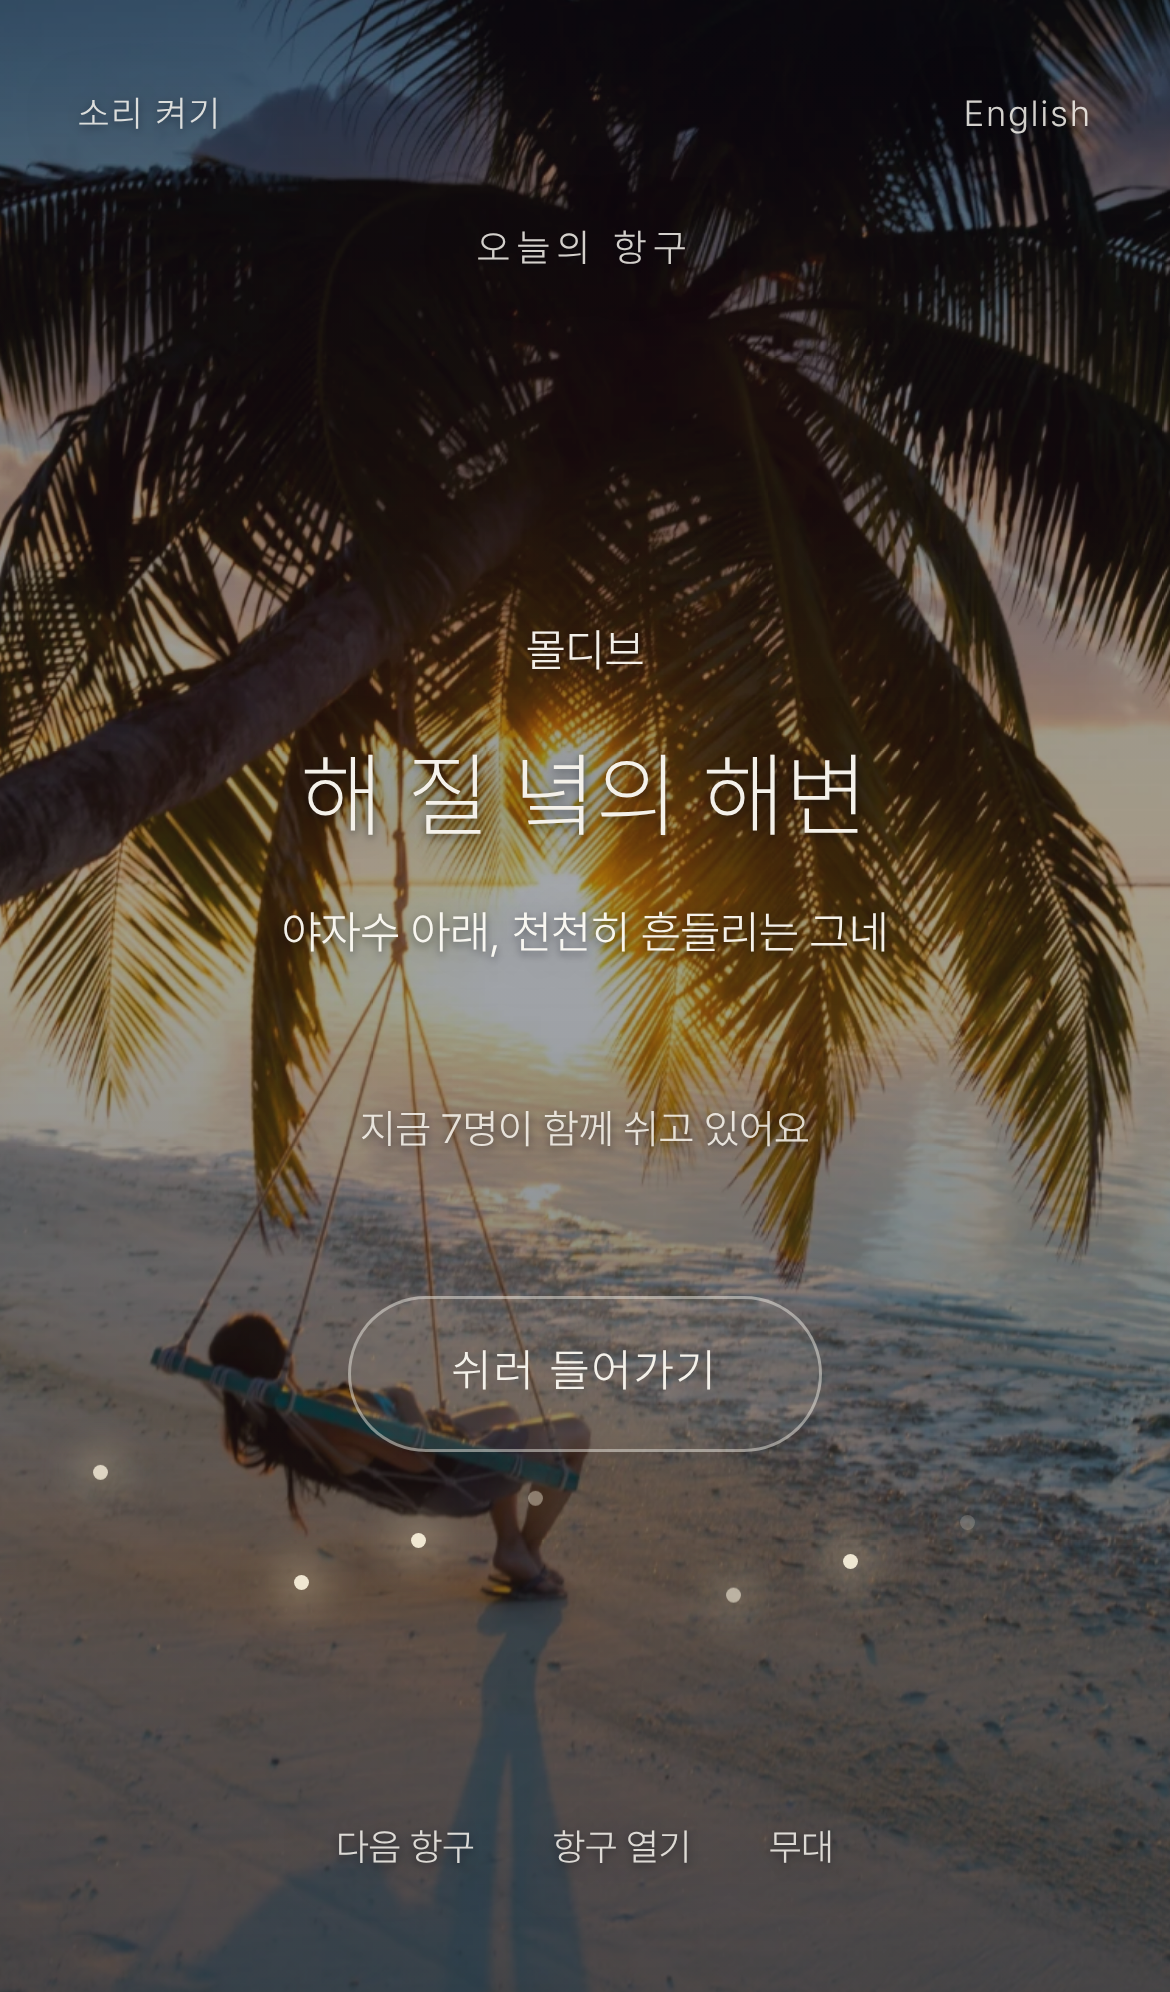 소리 켜기
English
오늘의 항구
몰디브
해 질 녘의 해변
야자수 아래, 천천히 흔들리는 그네
지금 7명이 함께 쉬고 있어요
쉬러 들어가기
다음 항구 항구 열기 무대